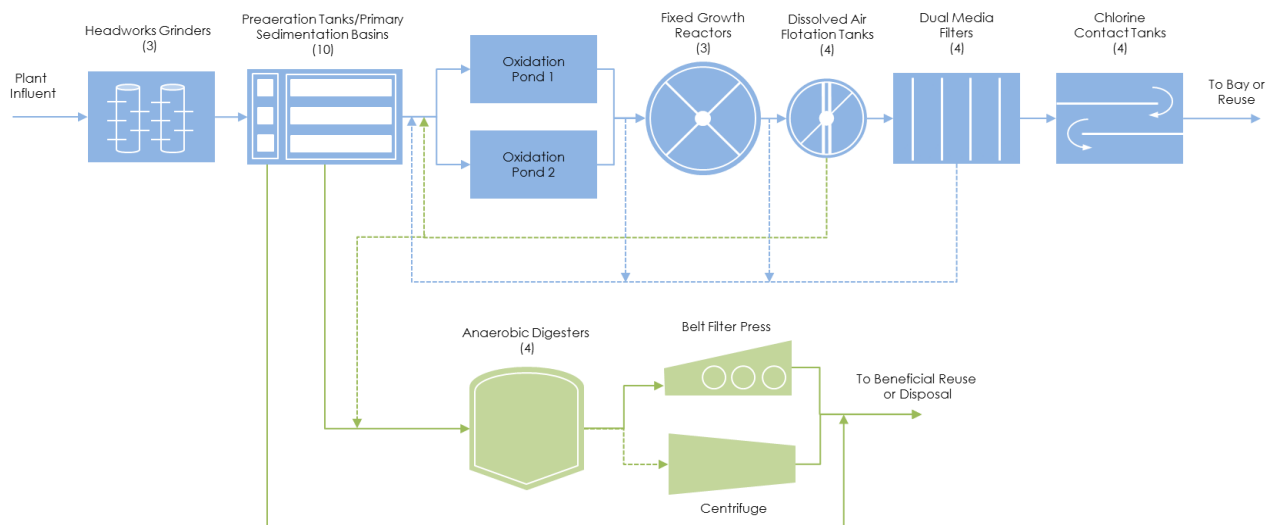 Headworks Grinders
(3)
Preaeration Tanks/Primary
Sedimentation Basins
(10)
Fixed Growth
Reactors
(3)
Dissolved Air
Flotation Tanks
(4)
Dual Media
Filters
(4)
Chlorine
Contact Tanks
(4)
Plant
Influent
Oxidation
Pond 1
Oxidation
Pond 2
To Bay or
Reuse
Anaerobic Digesters
(4)
Belt Filter Press
To Beneficial Reuse
or Disposal
Centrifuge